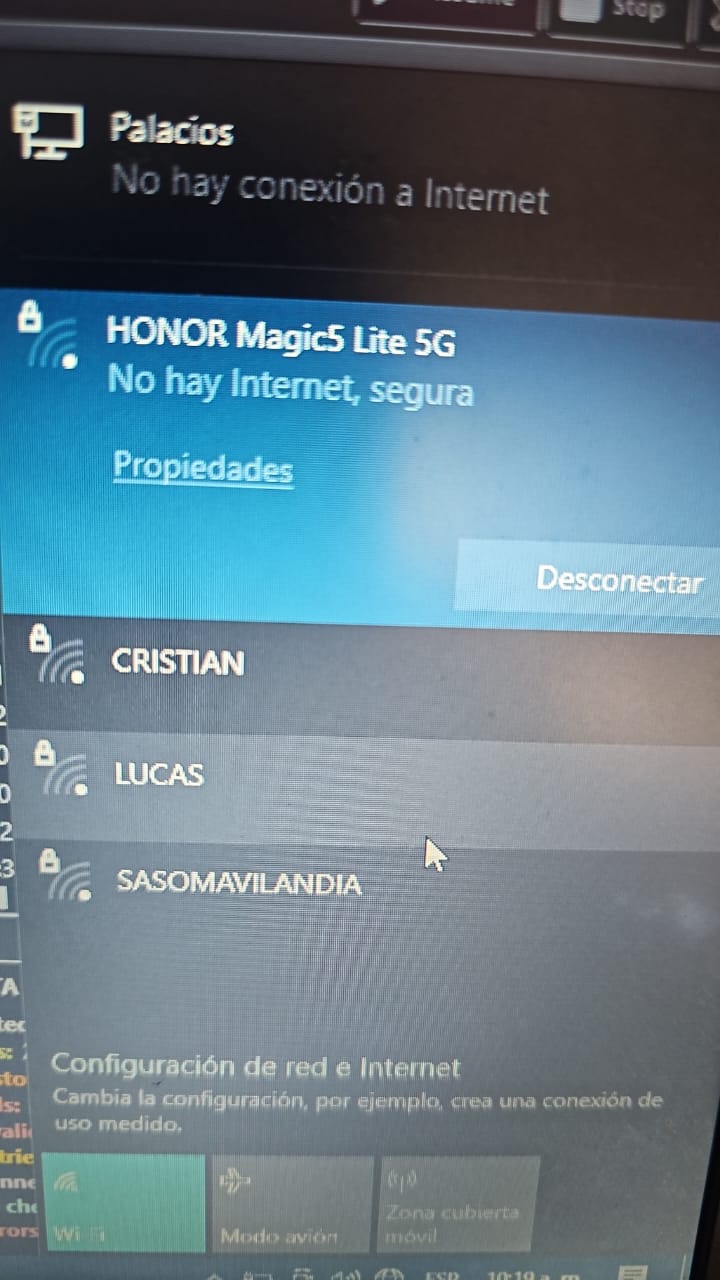 Stop
Palacios
No hay conexión a Internet
HONOR Magic5 Lite 5G
No hay Internet, segura
Propiedades
Desconectar
CRISTIAN
LUCAS
SASOMAVILANDIA
Configuración de red e Internet
Cambia la configuración, por ejemplo, crea una conexión de
uso medido.
Wi-Fi
Modo avión
Zona cubierta
móvil
ESP
10:19